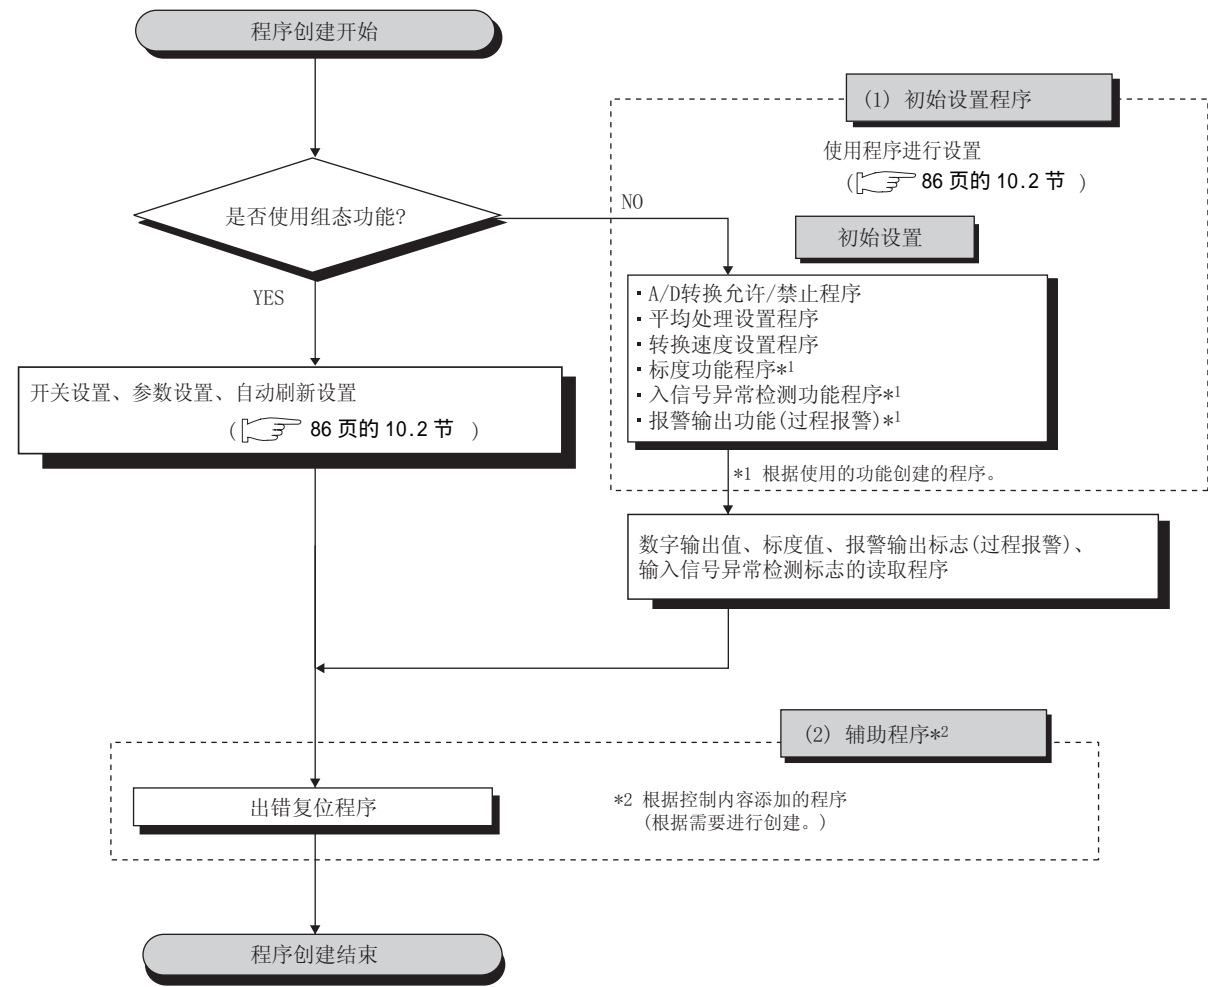 程序创建开始
(1) 初始设置程序
使用程序进行设置
( 86 页的 10.2 节 )
是否使用组态功能?
NO
初始设置
YES
・A/D转换允许/禁止程序
・平均处理设置程序
・转换速度设置程序
・标度功能程序*1
・入信号异常检测功能程序*1
・报警输出功能(过程报警)*1
开关设置、参数设置、自动刷新设置
( 86 页的 10.2 节 )
*1 根据使用的功能创建的程序。
数字输出值、标度值、报警输出标志(过程报警)、
输入信号异常检测标志的读取程序
(2) 辅助程序*2
出错复位程序
*2 根据控制内容添加的程序
(根据需要进行创建。)
程序创建结束